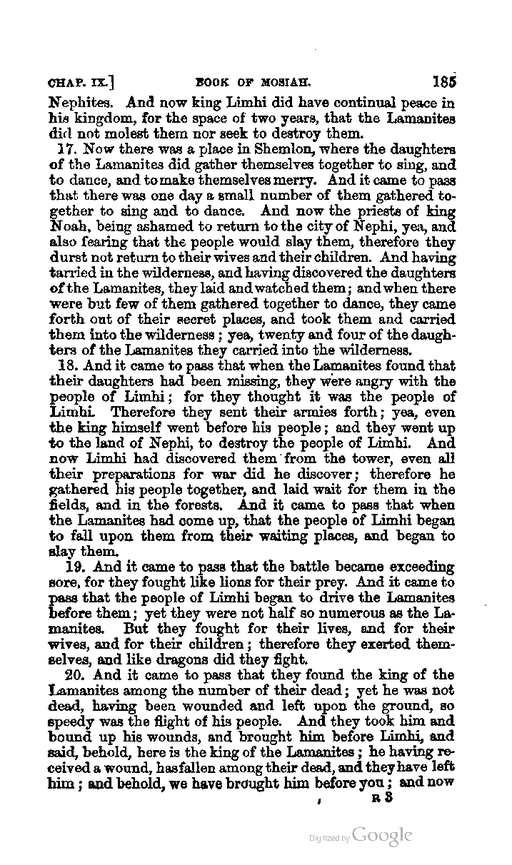 CHAP. IX.] BOOK OF MOSIAH. 185
Nephites. And now king Limhi did have continual peace in
his kingdom, for the space of two years, that the Lamanites
did not molest them nor seek to destroy them.
17. Now there was a place in Shemlon, where the daughters
of the Lamanites did gather themselves together to sing, and
to dance, and to make themselves merry. And it came to pass
that there was one day a small number of them gathered to-
gether to sing and to dance. And now the priests of king
Noah, being ashamed to return to the city of Nephi, yea, and
also fearing that the people would slay them, therefore they
durst not return to their wives and their children. And having
tarried in the wilderness, and having discovered the daughters
of the Lamanites, they laid and watched them; and when there
were but few of them gathered together to dance, they came
forth out of their secret places, and took them and carried
them into the wilderness; yea, twenty and four of the daugh-
ters of the Lamanites they carried into the wilderness.
18. And it came to pass that when the Lamanites found that
their daughters had been missing, they were angry with the
people of Limhi; for they thought it was the people of
Limhi. Therefore they sent their armies forth; yea, even
the king himself went before his people; and they went up
to the land of Nephi, to destroy the people of Limhi. And
now Limhi had discovered them from the tower, even all
their preparations for war did he discover; therefore he
gathered his people together, and laid wait for them in the
fields, and in the forests. And it came to pass that when
the Lamanites had come up, that the people of Limhi began
to fall upon them from their waiting places, and began to
slay them.
19. And it came to pass that the battle became exceeding
sore, for they fought like lions for their prey. And it came to
pass that the people of Limhi began to drive the Lamanites
before them; yet they were not half so numerous as the La-
manites. But they fought for their lives, and for their
wives, and for their children; therefore they exerted them-
selves, and like dragons did they fight.
20. And it came to pass that they found the king of the
Lamanites among the number of their dead; yet he was not
dead, having been wounded and left upon the ground, so
speedy was the flight of his people. And they took him and
bound up his wounds, and brought him before Limhi, and
said, behold, here is the king of the Lamanites; he having re-
ceived a wound, has fallen among their dead, and they have left
him; and behold, we have brought him before you; and now
R 3
Digitized by Google